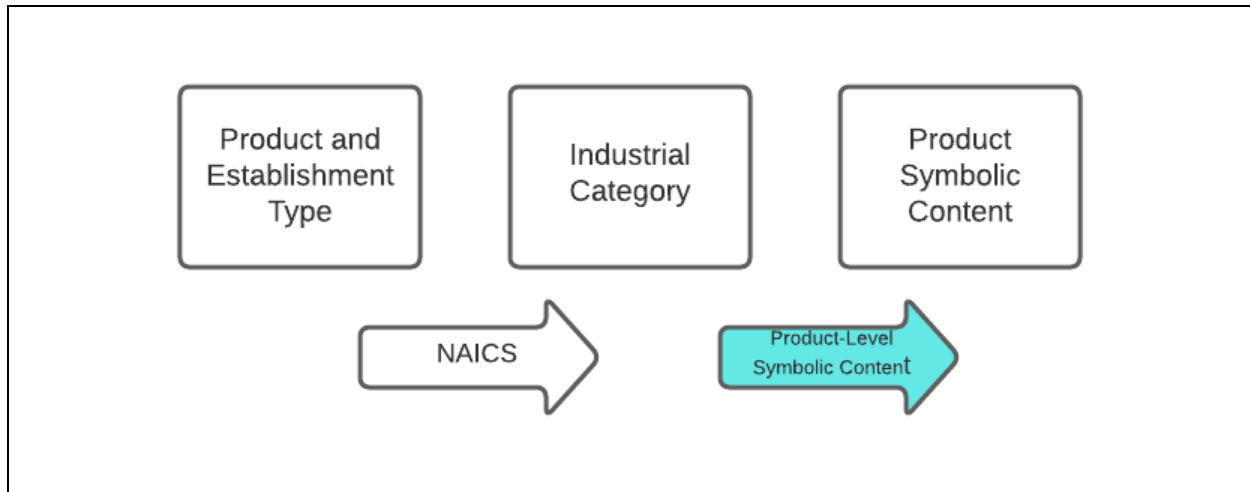 Product and
Establishment
Type
Industrial
Category
Product
Symbolic
Content
NAICS
Product-Level
Symbolic Content